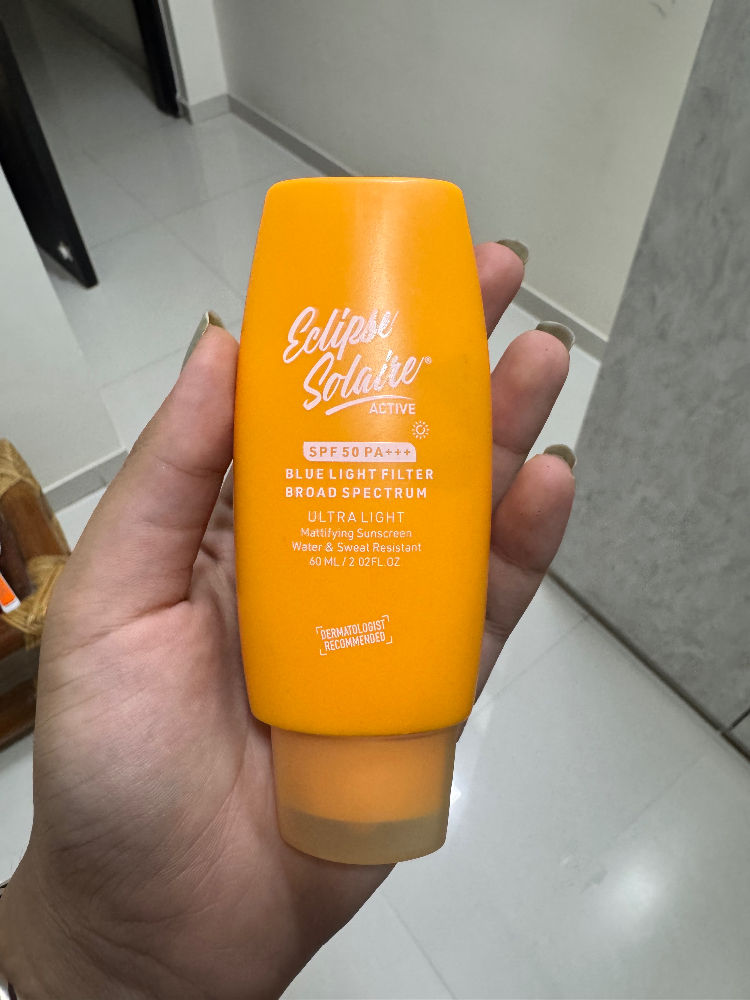 Eclipse
Solaire®
ACTIVE
SPF 50 PA+++
BLUE LIGHT FILTER
BROAD SPECTRUM
ULTRA LIGHT
Mattifying Sunscreen
Water & Sweat Resistant
60 ML / 2 02FL.OZ.
DERMATOLOGIST
RECOMMENDED